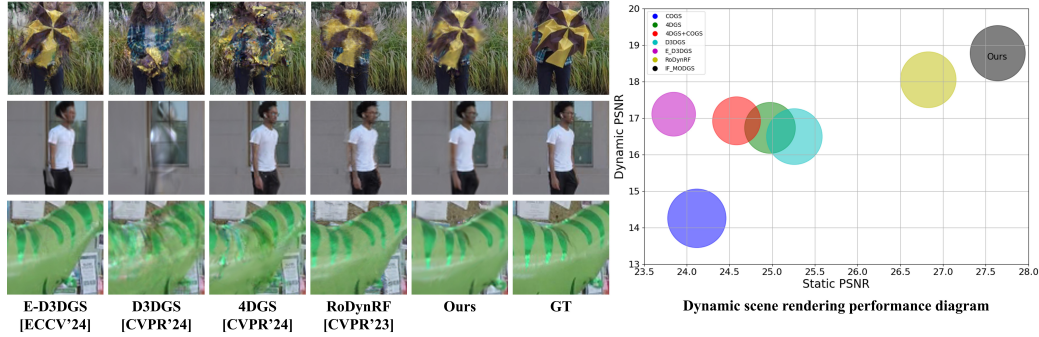 20
19
18
17
16
15
14
13
Dynamic PSNR
COGS
4DGS
4DGS+COGS
D3DGS
E_D3DGS
RoDynRF
IF_MODGS
Ours
23.5 24.0 24.5 25.0 25.5 26.0 26.5 27.0 27.5 28.0
Static PSNR
E-D3DGS D3DGS 4DGS RoDynRF Ours GT
[ECCV'24] [CVPR'24] [CVPR'24] [CVPR'23]
Dynamic scene rendering performance diagram